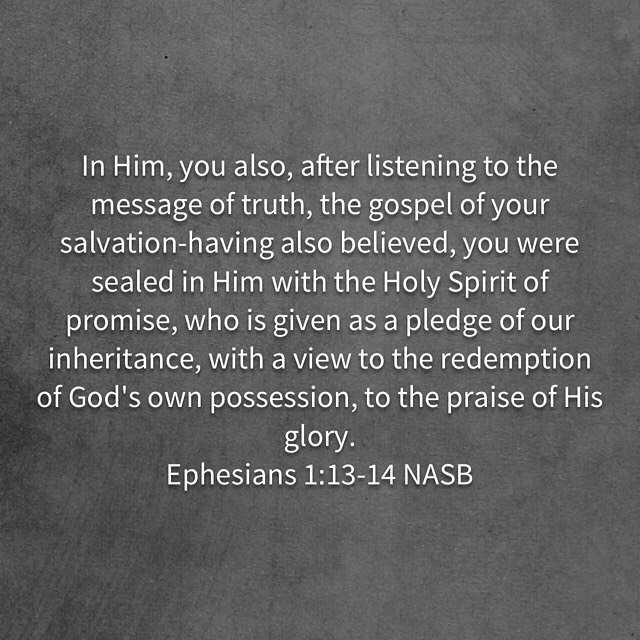 In Him, you also, after listening to the
message of truth, the gospel of your
salvation-having also believed, you were
sealed in Him with the Holy Spirit of
promise, who is given as a pledge of our
inheritance, with a view to the redemption
of God's own possession, to the praise of His
glory.
Ephesians 1:13-14 NASB